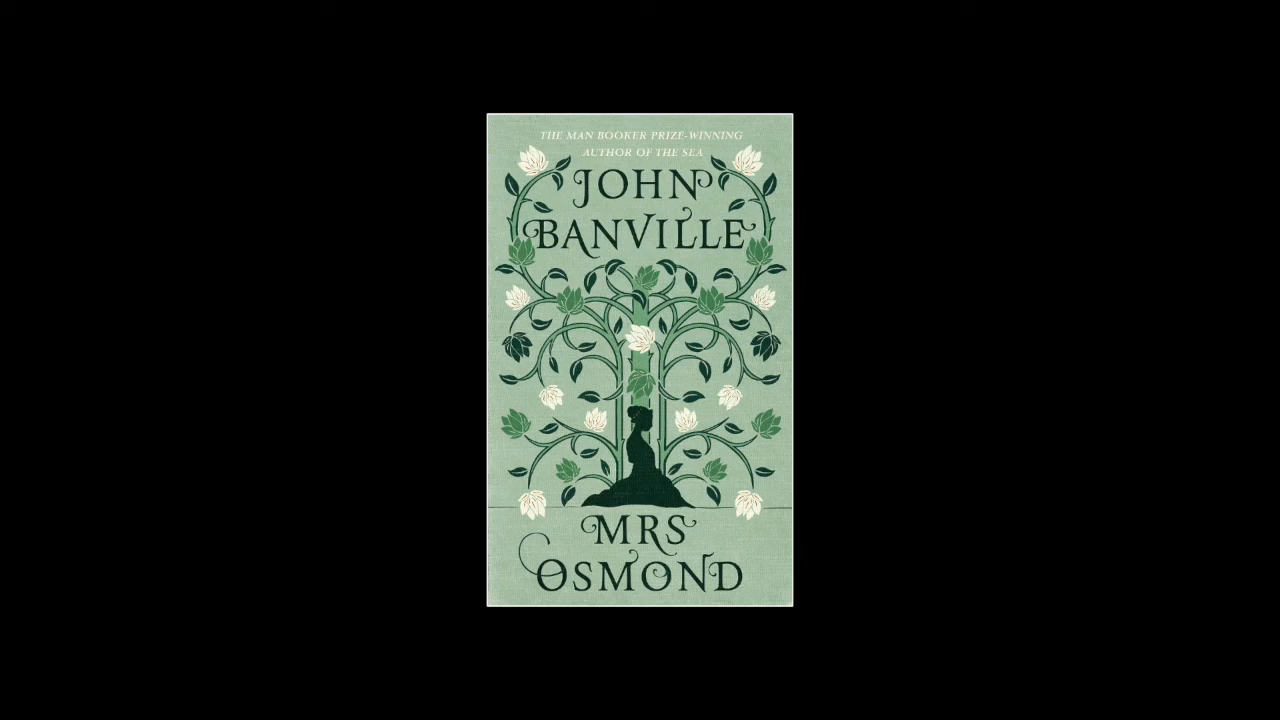 THE MAN BOOKER PRIZE-WINNING
AUTHOR OF THE SEA
JOHN
BANVILLE
MRS
OSMOND